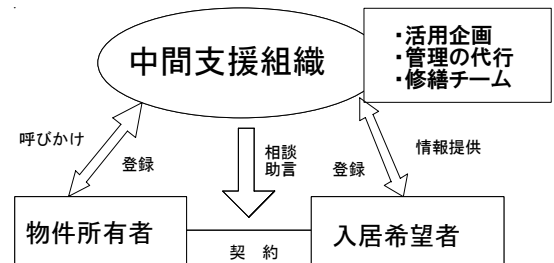 中間支援組織
・活用企画
・管理の代行
・修繕チーム
呼びかけ
登録
相談
助言
登録
情報提供
物件所有者
契　約
入居希望者